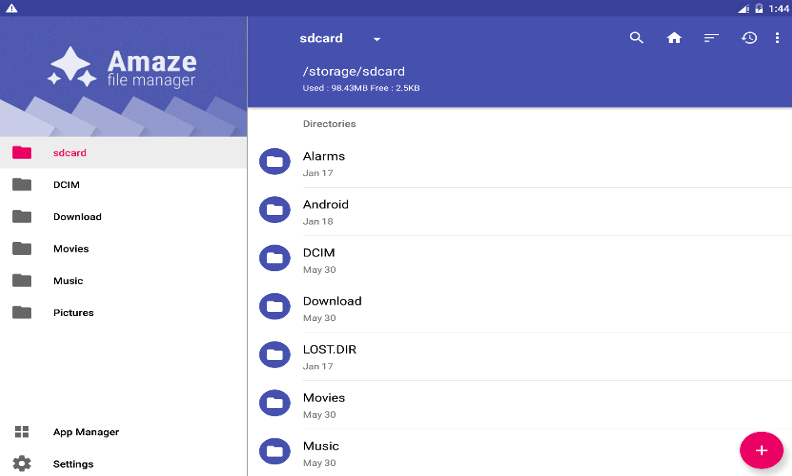 1:44
Amaze
file manager
sdcard
DCIM
Download
Movies
Music
Pictures
App Manager
Settings
sdcard
/storage/sdcard
Used : 98.43MB Free : 2.5KB
Directories
Alarms
Jan 17
Android
Jan 18
DCIM
May 30
Download
May 30
LOST.DIR
Jan 17
Movies
May 30
Music
May 30